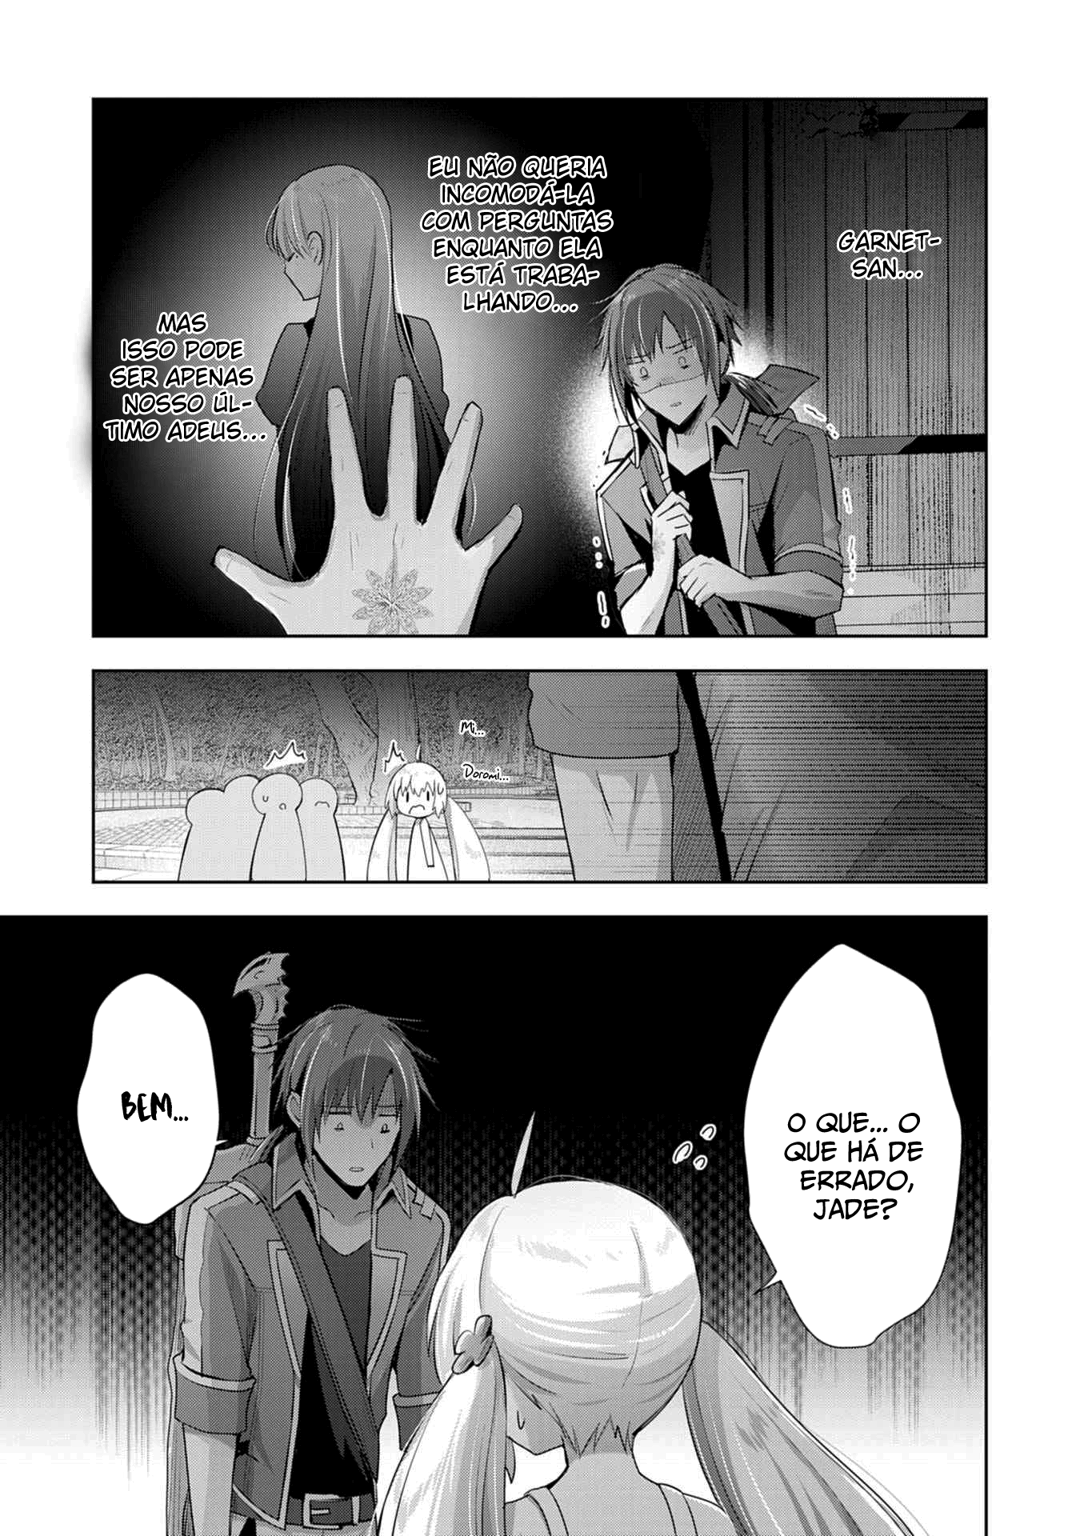 GARNET-
SAN...
EU NÃO QUERIA
INCOMODÁ-LA
COM PERGUNTAS
ENQUANTO ELA
ESTÁ TRABA-
LHANDO...
MAS
ISSO PODE
SER APENAS
NOSSO ÚL-
TIMO ADEUS...
Mi...
Doromi...
O QUE... O
QUE HÁ DE
ERRADO,
JADE?
BEM...